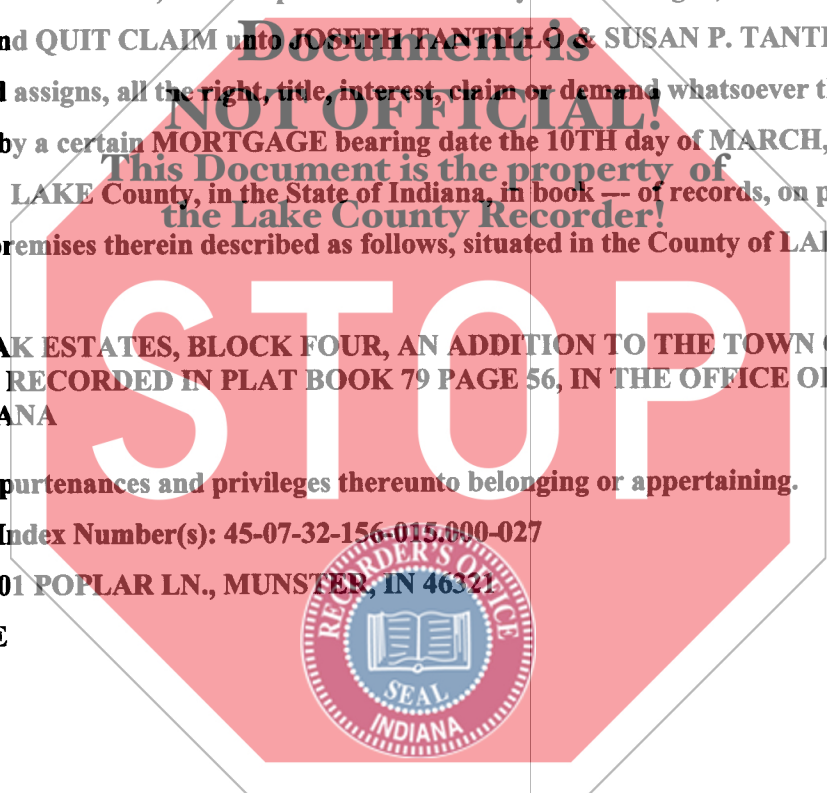 nd QUIT CLAIM unto JOSEPH TANTILLO & SUSAN P. TANTI
Document is
assigns, all the right, title, interest, claim or demand whatsoever t
NOT OFFICIAL!
by a certain MORTGAGE bearing date the 10TH day of MARCH,
This Document is the property of
LAKE County, in the State of Indiana, in book --- of records, on p
the Lake County Recorder!
remises therein described as follows, situated in the County of LA
STOP
AK ESTATES, BLOCK FOUR, AN ADDITION TO THE TOWN
RECORDED IN PLAT BOOK 79 PAGE 56, IN THE OFFICE O
ANA
purtenances and privileges thereunto belonging or appertaining.
Index Number(s): 45-07-32-156-015.000-027
01 POPLAR LN., MUNSTER, IN 46321
E
RECORDER'S OFFICE
SEAL
INDIANA